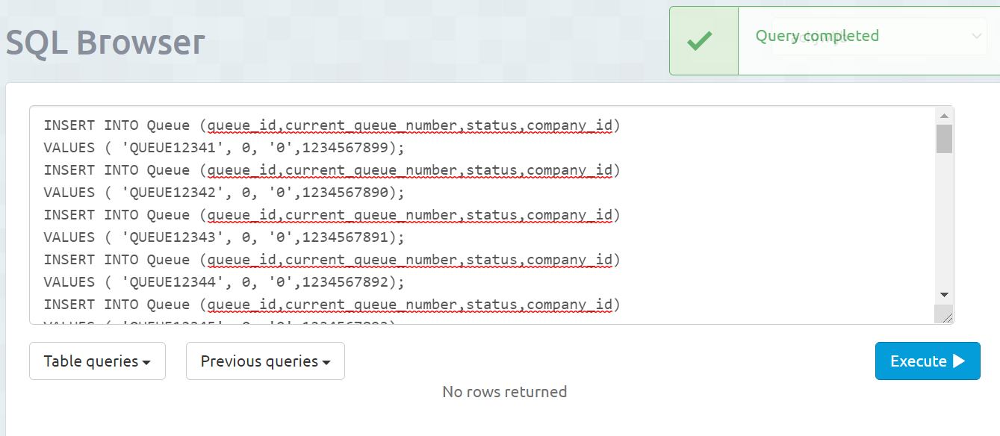 SQL Browser
Query completed
INSERT INTO Queue (queue_id,current_queue_number,status,company_id)
VALUES ( 'QUEUE12341', 0, '0',1234567899);
INSERT INTO Queue (queue_id,current_queue_number,status,company_id)
VALUES ( 'QUEUE12342', 0, '0',1234567890);
INSERT INTO Queue (queue_id,current_queue_number,status,company_id)
VALUES ( 'QUEUE12343', 0, '0',1234567891);
INSERT INTO Queue (queue_id,current_queue_number,status,company_id)
VALUES ( 'QUEUE12344', 0, '0',1234567892);
INSERT INTO Queue (queue_id,current_queue_number,status,company_id)
Table queries
Previous queries
Execute
No rows returned